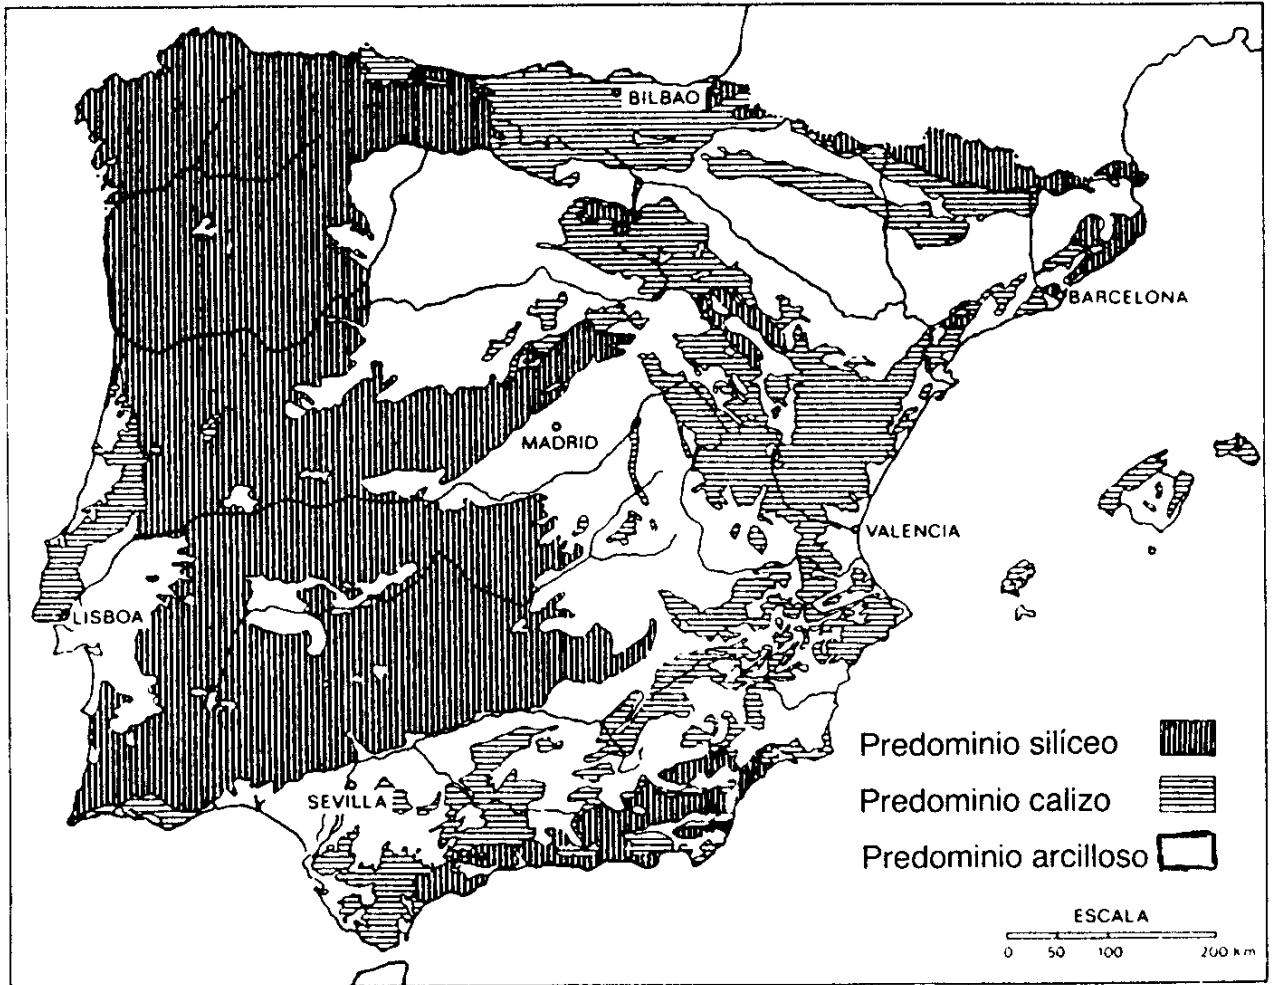 BILBAO
BARCELONA
MADRID
VALENCIA
LISBOA
SEVILLA
Predominio silíceo
Predominio calizo
Predominio arcilloso
ESCALA
0 50 100 200 km